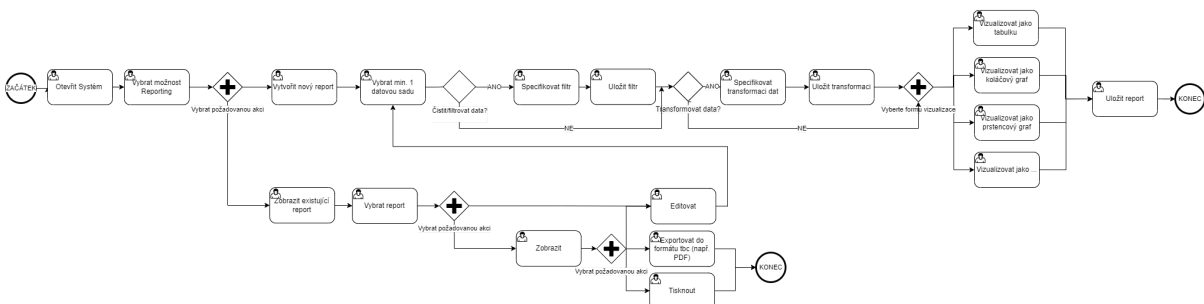 ZAČÁTEK
Otevřít Systém
Vybrat možnost
Reporting
Vybrat požadovanou akci
Vytvořit nový report
Vybrat min. 1
datovou sadu
Čistit/filtrovat data?
ANO
Specifikovat filtr
Uložit filtr
NE
Transformovat data?
ANO
Specifikovat
transformaci dat
Uložit transformaci
NE
Vyberte formu vizualizace
Vizualizovat jako
tabulku
Vizualizovat jako
koláčový graf
Vizualizovat jako
prstencový graf
Vizualizovat jako ...
Uložit report
KONEC
Zobrazit existující
report
Vybrat report
Vybrat požadovanou akci
Zobrazit
Vybrat požadovanou akci
Editovat
Exportovat do
formátu tbc (např.
PDF)
Tisknout
KONEC